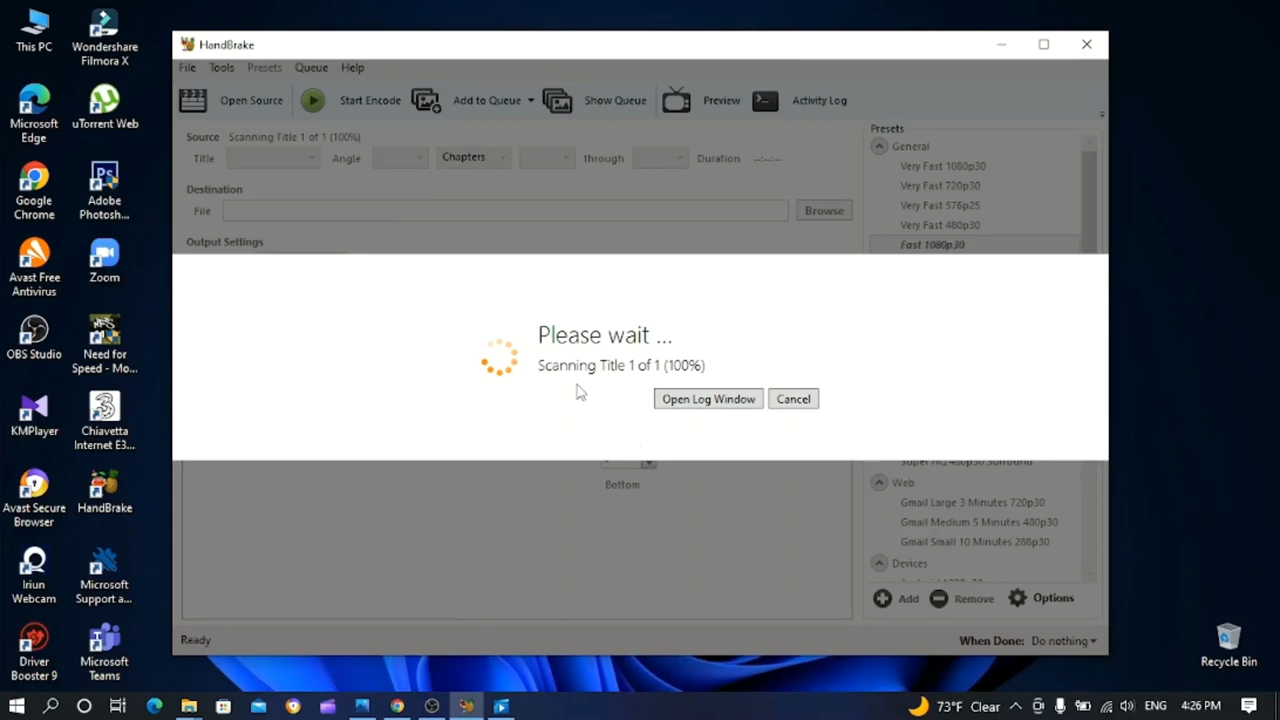 This PC
Wondershare
Filmora X
Microsoft
Edge
uTorrent Web
Google
Chrome
Adobe
Photosh...
Avast Free
Antivirus
Zoom
OBS Studio
Need for
Speed - Mo...
KMPlayer
Chiavetta
Internet E3...
Avast Secure
Browser
HandBrake
Iriun
Webcam
Microsoft
Support a...
Driver
Booster 9
Microsoft
Teams
HandBrake
File Tools Presets Queue Help
Open Source Start Encode Add to Queue Show Queue Preview Activity Log
Source Scanning Title 1 of 1 (100%)
Title Angle Chapters through Duration --:--:--
Destination
File Browse
Output Settings
Presets
General
Very Fast 1080p30
Very Fast 720p30
Very Fast 576p25
Very Fast 480p30
Fast 1080p30
Please wait ...
Scanning Title 1 of 1 (100%)
Open Log Window Cancel
Bottom
Super HQ 480p30 Surround
Web
Gmail Large 3 Minutes 720p30
Gmail Medium 5 Minutes 480p30
Gmail Small 10 Minutes 288p30
Devices
Add Remove Options
Ready
When Done: Do nothing
Recycle Bin
73°F Clear ENG 4:26 PM